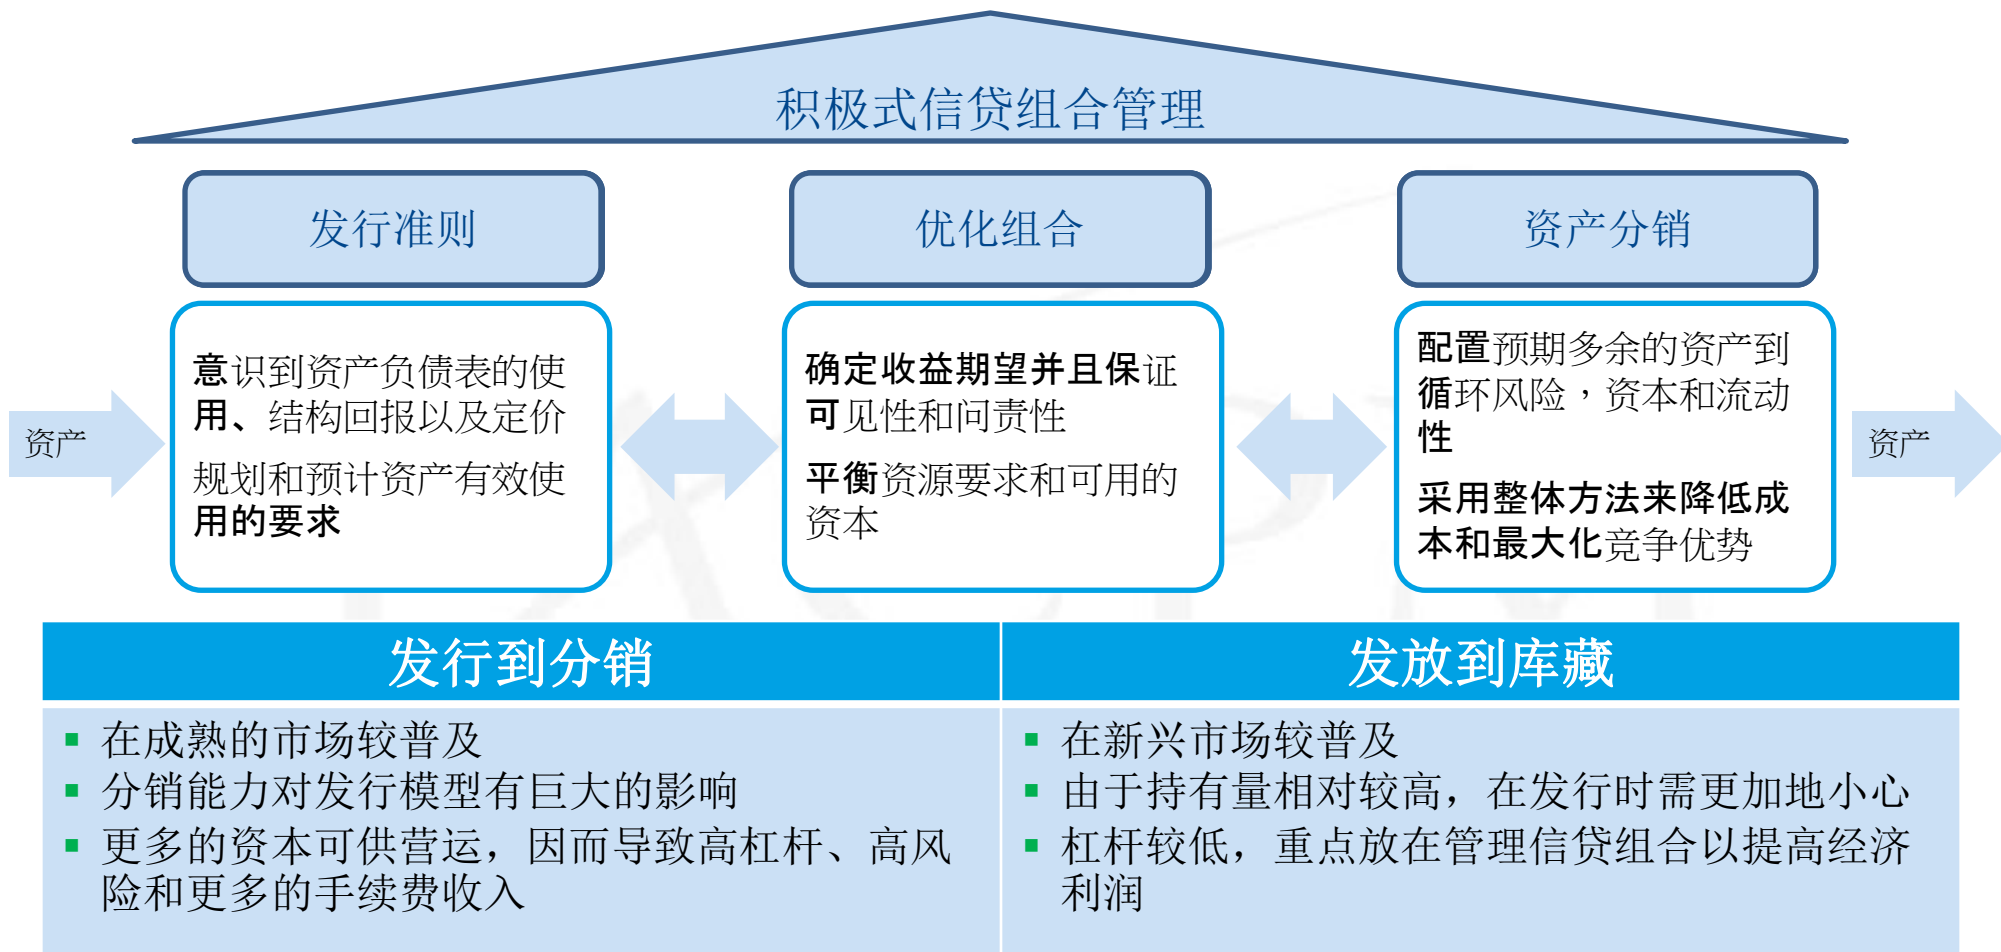 积极式信贷组合管理
发行准则
优化组合
资产分销
资产
意识到资产负债表的使
用、结构回报以及定价
规划和预计资产有效使
用的要求
确定收益期望并且保证
可见性和问责性
平衡资源要求和可用的
资本
配置预期多余的资产到
循环风险，资本和流动
性
采用整体方法来降低成
本和最大化竞争优势
资产
发行到分销
发放到库藏
▪ 在成熟的市场较普及
▪ 分销能力对发行模型有巨大的影响
▪ 更多的资本可供营运，因而导致高杠杆、高风
险和更多的手续费收入
▪ 在新兴市场较普及
▪ 由于持有量相对较高，在发行时需更加地小心
▪ 杠杆较低，重点放在管理信贷组合以提高经济
利润